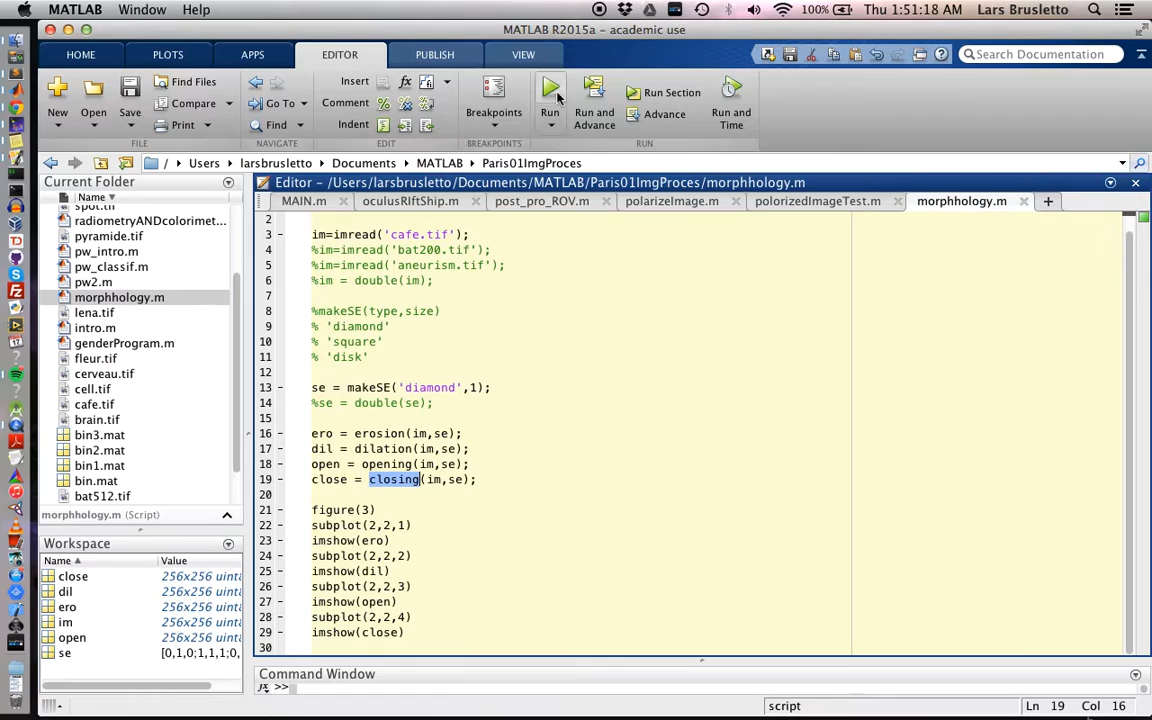 MATLAB Window Help 100% Thu 1:51:18 AM Lars Brusletto
MATLAB R2015a - academic use
HOME PLOTS APPS EDITOR PUBLISH VIEW Search Documentation
New Open Save Find Files Compare Print
Go To Find
Insert fx Comment Indent
Breakpoints Run Run and Advance Run Section Advance Run and Time
FILE NAVIGATE EDIT BREAKPOINTS RUN
/ Users larsbrusletto Documents MATLAB Paris01ImgProces
Current Folder
Name
spot.tif
radiometryANDcolorimet...
pyramide.tif
pw_intro.m
pw_classif.m
pw2.m
morphhology.m
lena.tif
intro.m
genderProgram.m
fleur.tif
cerveau.tif
cell.tif
cafe.tif
brain.tif
bin3.mat
bin2.mat
bin1.mat
bin.mat
bat512.tif
morphhology.m (Script)
Workspace
Name Value
close 256x256 uint
dil 256x256 uint
ero 256x256 uint
im 256x256 uint
open 256x256 uint
se [0,1,0;1,1,1;0,
Editor - /Users/larsbrusletto/Documents/MATLAB/Paris01ImgProces/morphhology.m
MAIN.m oculusRIftShip.m post_pro_ROV.m polarizeImage.m polorizedImageTest.m morphhology.m
2
3 - im=imread('cafe.tif');
4 %im=imread('bat200.tif');
5 %im=imread('aneurism.tif');
6 %im = double(im);
7
8 %makeSE(type,size)
9 % 'diamond'
10 % 'square'
11 % 'disk'
12
13 - se = makeSE('diamond',1);
14 %se = double(se);
15
16 - ero = erosion(im,se);
17 - dil = dilation(im,se);
18 - open = opening(im,se);
19 - close = closing(im,se);
20
21 - figure(3)
22 - subplot(2,2,1)
23 - imshow(ero)
24 - subplot(2,2,2)
25 - imshow(dil)
26 - subplot(2,2,3)
27 - imshow(open)
28 - subplot(2,2,4)
29 - imshow(close)
30
Command Window
fx >>
script Ln 19 Col 16